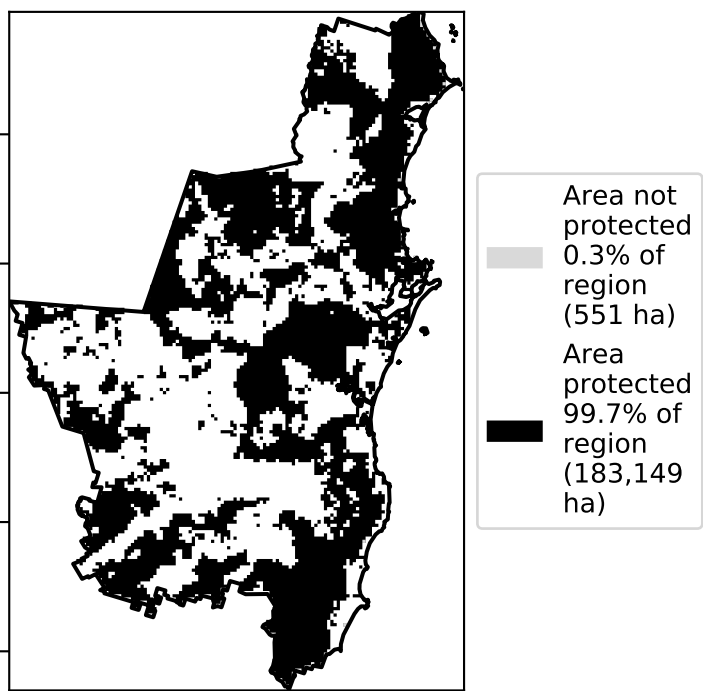 Area not
protected
0.3% of
region
(551 ha)
Area
protected
99.7% of
region
(183,149
ha)